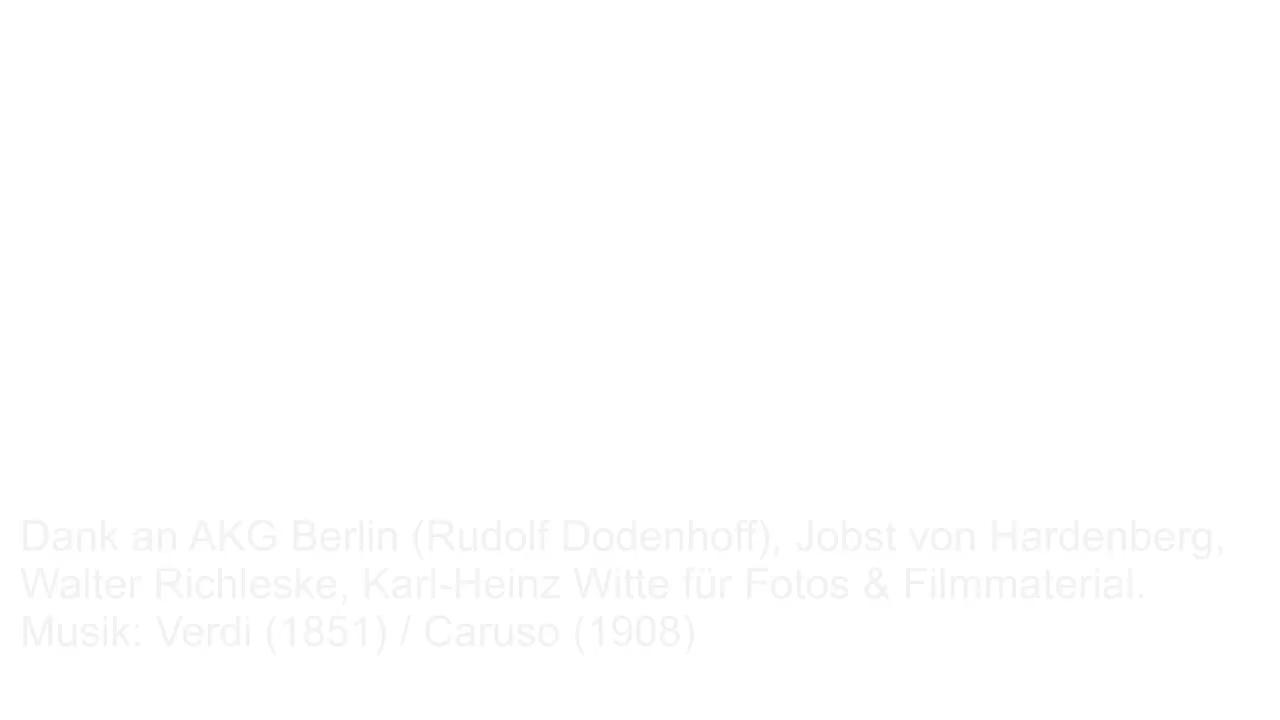 Dank an AKG Berlin (Rudolf Dodenhoff), Jobst von Hardenberg,
Walter Richleske, Karl-Heinz Witte für Fotos & Filmmaterial.
Musik: Verdi (1851) / Caruso (1908)